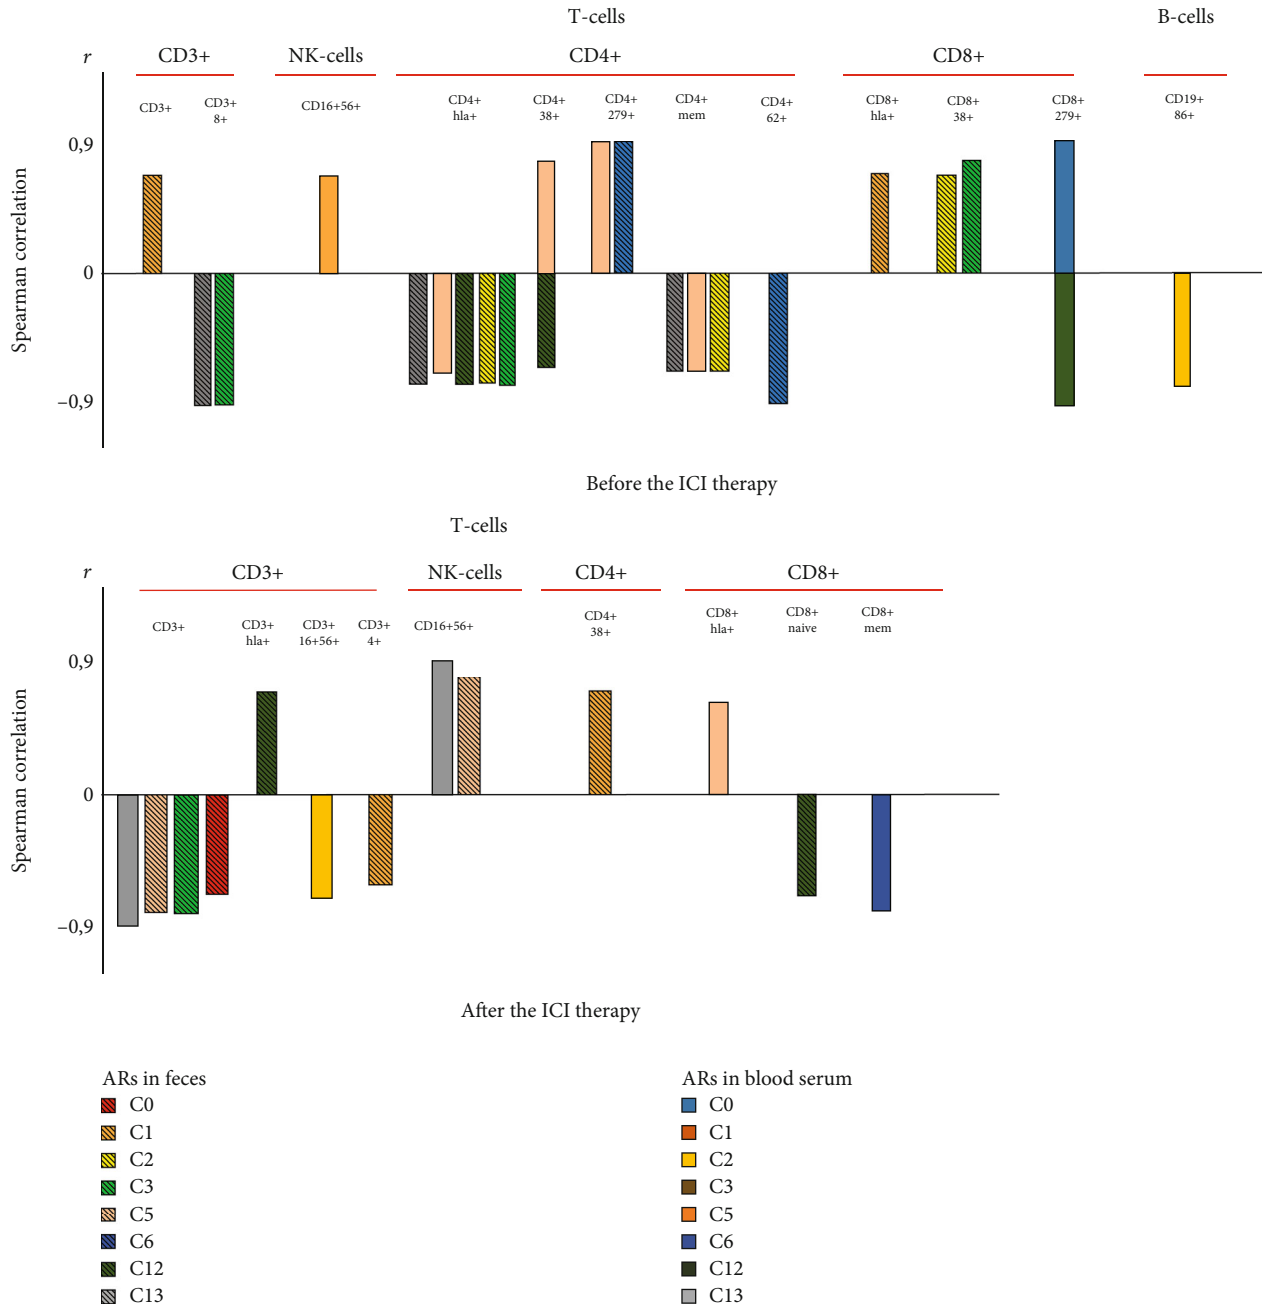 T-cells
B-cells
r
CD3+
NK-cells
CD4+
CD8+
CD3+
CD3+
8+
CD16+56+
CD4+
hla+
CD4+
38+
CD4+
279+
CD4+
mem
CD4+
62+
CD8+
hla+
CD8+
38+
CD8+
279+
CD19+
86+
0,9
0
–0,9
Spearman correlation
Before the ICI therapy
T-cells
r
CD3+
NK-cells
CD4+
CD8+
CD3+
CD3+
hla+
CD3+
16+56+
CD3+
4+
CD16+56+
CD4+
38+
CD8+
hla+
CD8+
naive
CD8+
mem
0,9
0
–0,9
Spearman correlation
After the ICI therapy
ARs in feces
C0
C1
C2
C3
C5
C6
C12
C13
ARs in blood serum
C0
C1
C2
C3
C5
C6
C12
C13